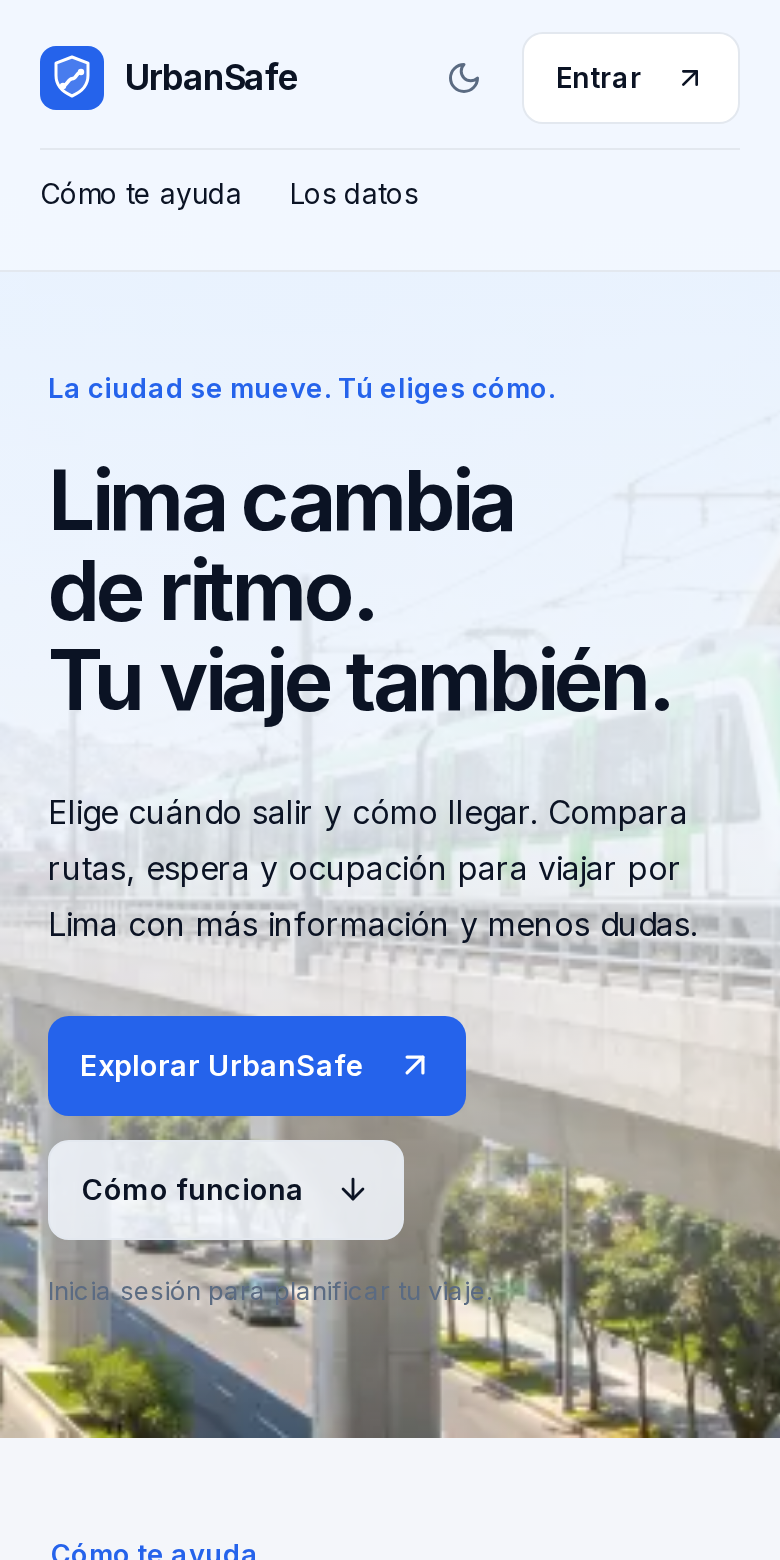 UrbanSafe
Entrar
Cómo te ayuda
Los datos
La ciudad se mueve. Tú eliges cómo.
Lima cambia
de ritmo.
Tu viaje también.
Elige cuándo salir y cómo llegar. Compara
rutas, espera y ocupación para viajar por
Lima con más información y menos dudas.
Explorar UrbanSafe
Cómo funciona
Inicia sesión para planificar tu viaje.
Cómo te ayuda